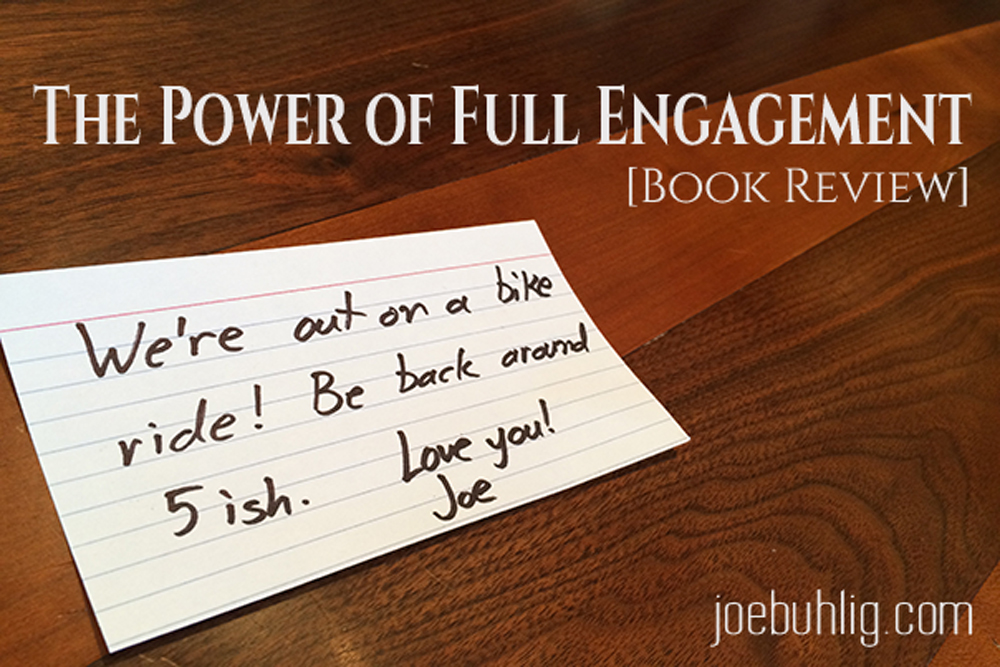 The Power of Full Engagement
[Book Review]
We're out on a bike
ride! Be back around
5 ish. Love you!
Joe
joebuhlig.com